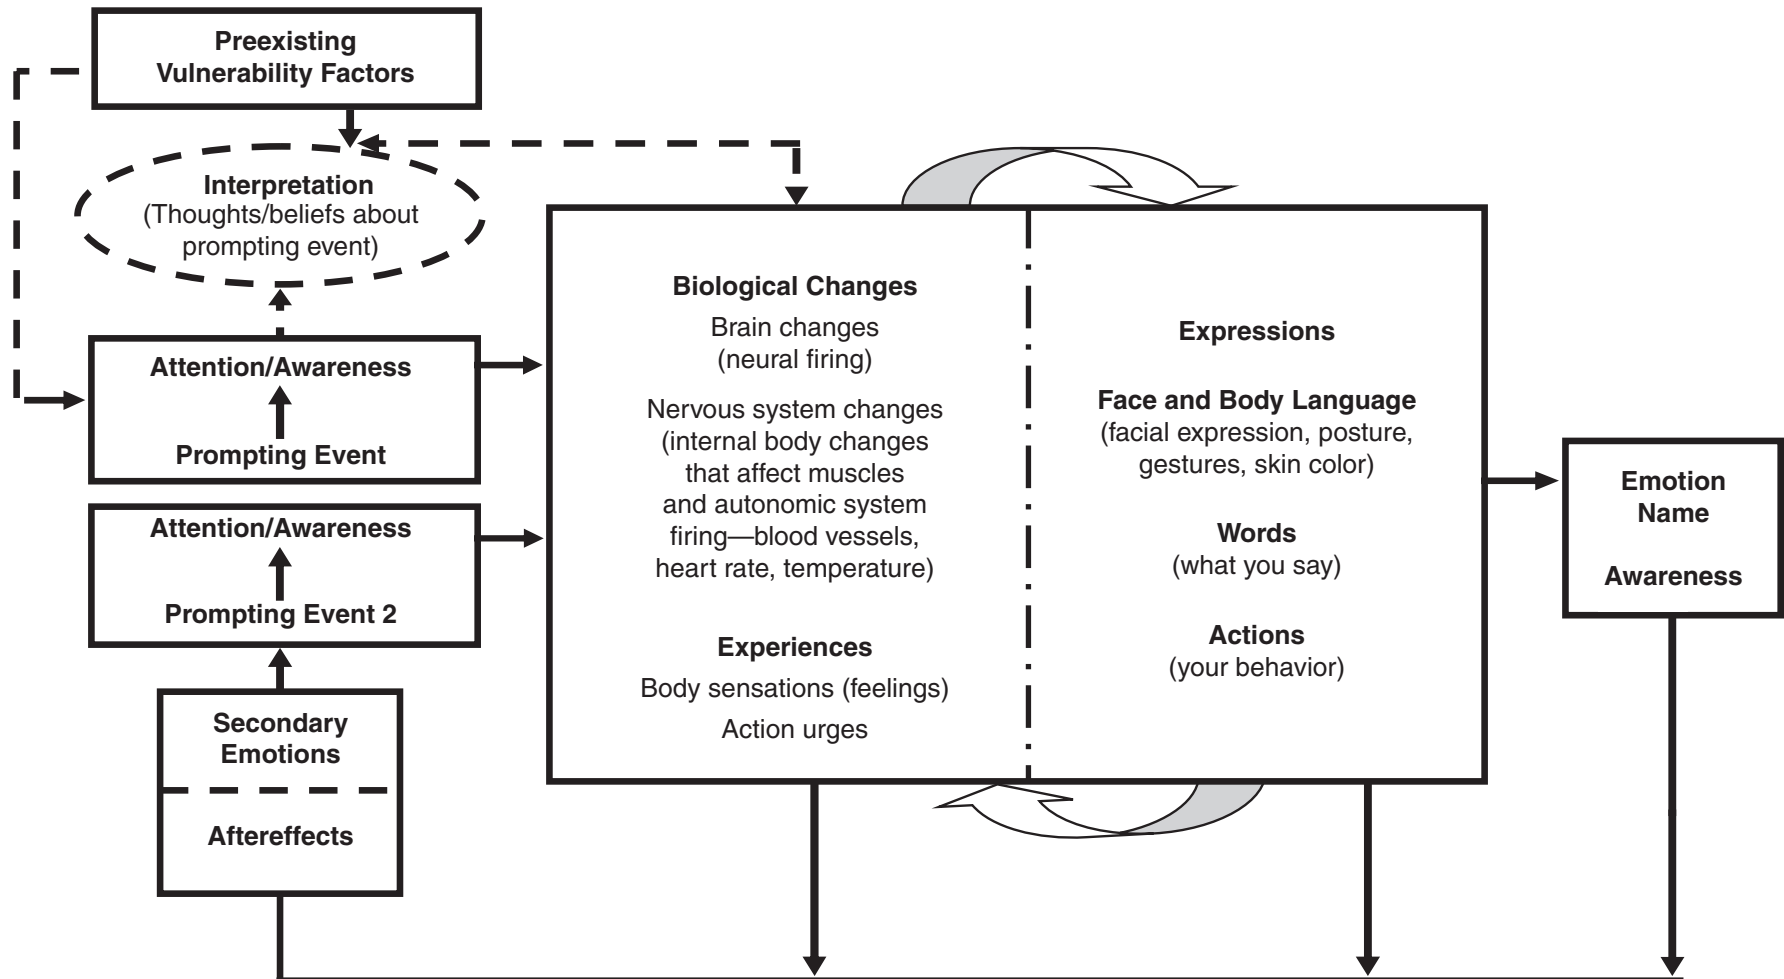 Preexisting
Vulnerability Factors
Interpretation
(Thoughts/beliefs about
prompting event)
Attention/Awareness
Prompting Event
Attention/Awareness
Prompting Event 2
Secondary
Emotions
Aftereffects
Biological Changes
Brain changes
(neural firing)
Nervous system changes
(internal body changes
that affect muscles
and autonomic system
firing—blood vessels,
heart rate, temperature)
Experiences
Body sensations (feelings)
Action urges
Expressions
Face and Body Language
(facial expression, posture,
gestures, skin color)
Words
(what you say)
Actions
(your behavior)
Emotion
Name
Awareness